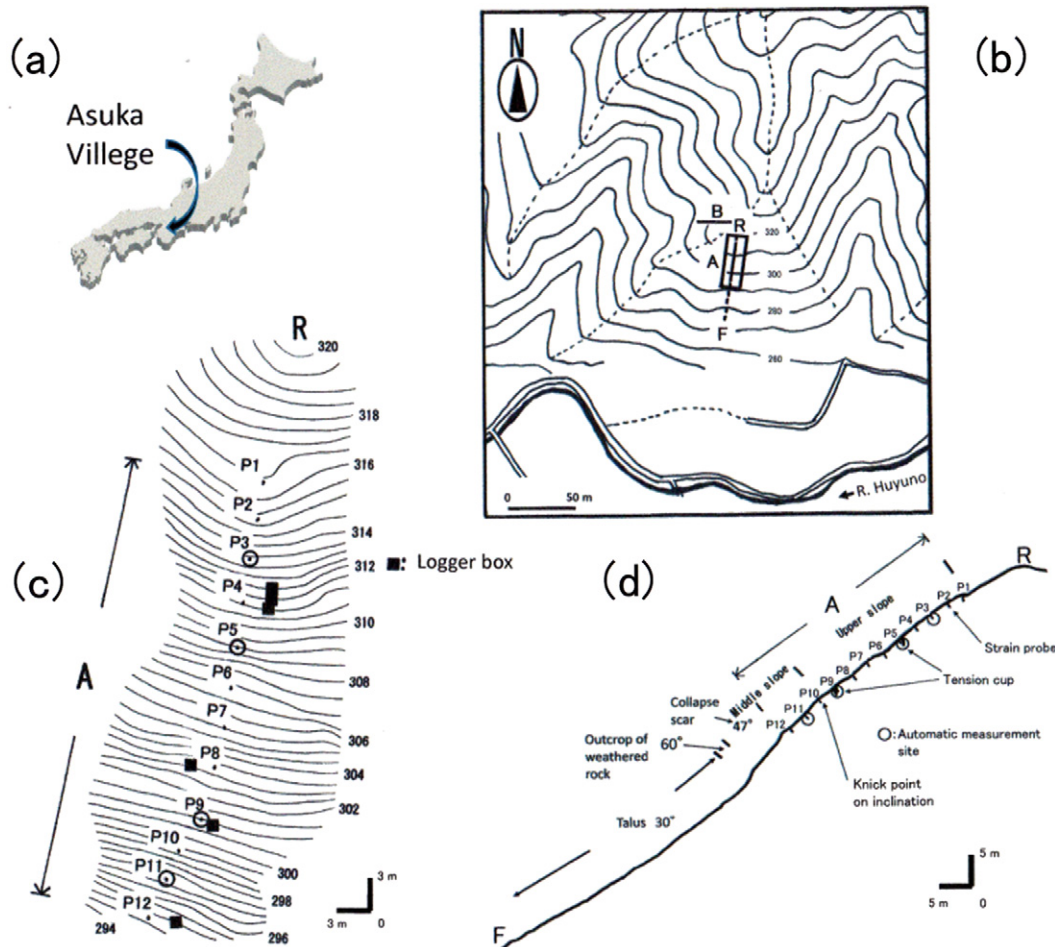 (a)
Asuka
Villege
(b)
N
B
R
A
F
320
300
280
260
0 50 m
R. Huyuno
(c)
R
320
318
316
314
312
310
308
306
304
302
300
298
296
294
P1
P2
P3
P4
P5
P6
P7
P8
P9
P10
P11
P12
A
■: Logger box
3 m
3 m 0
(d)
R
A
Upper slope
Middle slope
P1
P2
P3
P4
P5
P6
P7
P8
P9
P10
P11
P12
Strain probe
Tension cup
○:Automatic measurement
site
Knick point
on inclination
Collapse
scar
47°
Outcrop of
weathered
rock
60°
Talus 30°
F
5 m
5 m 0